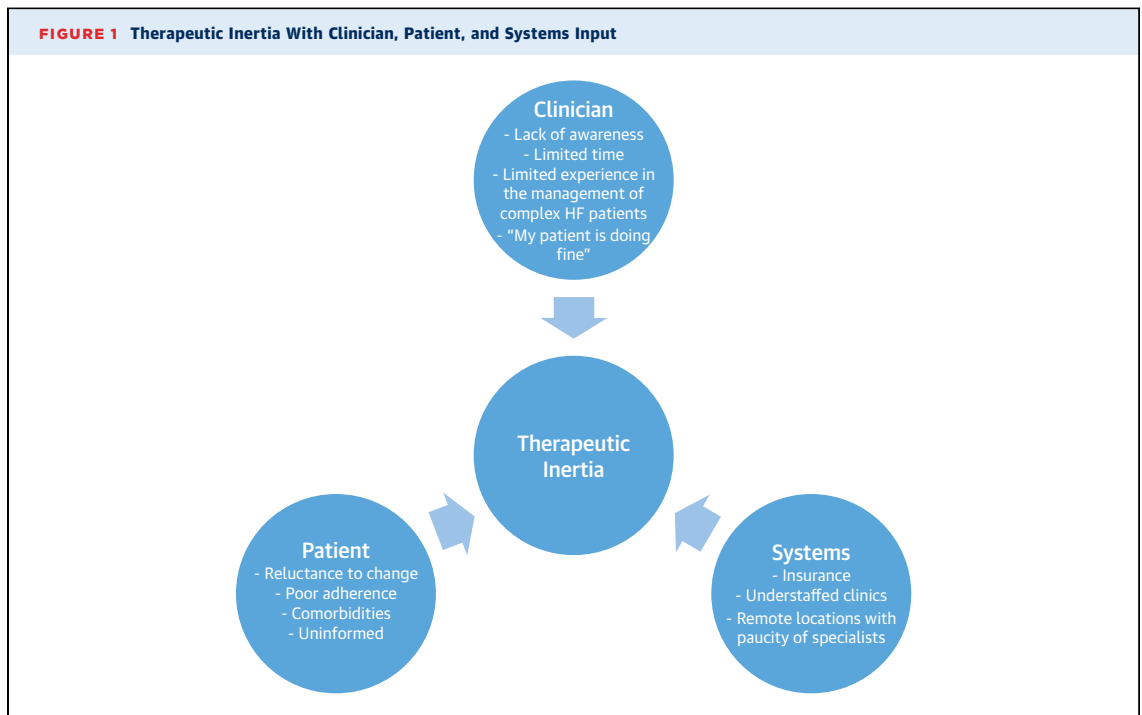 FIGURE 1 Therapeutic Inertia With Clinician, Patient, and Systems Input
Clinician
- Lack of awareness
- Limited time
- Limited experience in
the management of
complex HF patients
- “My patient is doing
fine”
Therapeutic
Inertia
Patient
- Reluctance to change
- Poor adherence
- Comorbidities
- Uninformed
Systems
- Insurance
- Understaffed clinics
- Remote locations with
paucity of specialists